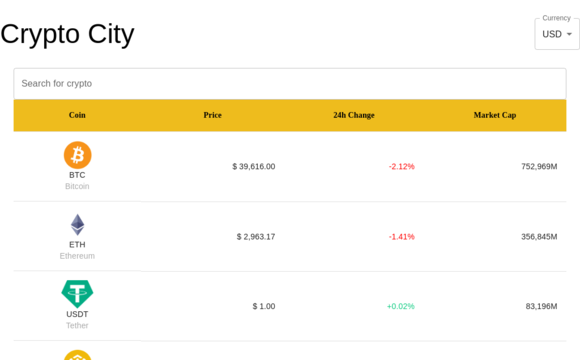 Crypto City
Currency
USD
Search for crypto
Coin Price 24h Change Market Cap
BTC
Bitcoin
$ 39,616.00 -2.12% 752,969M
ETH
Ethereum
$ 2,963.17 -1.41% 356,845M
USDT
Tether
$ 1.00 +0.02% 83,196M